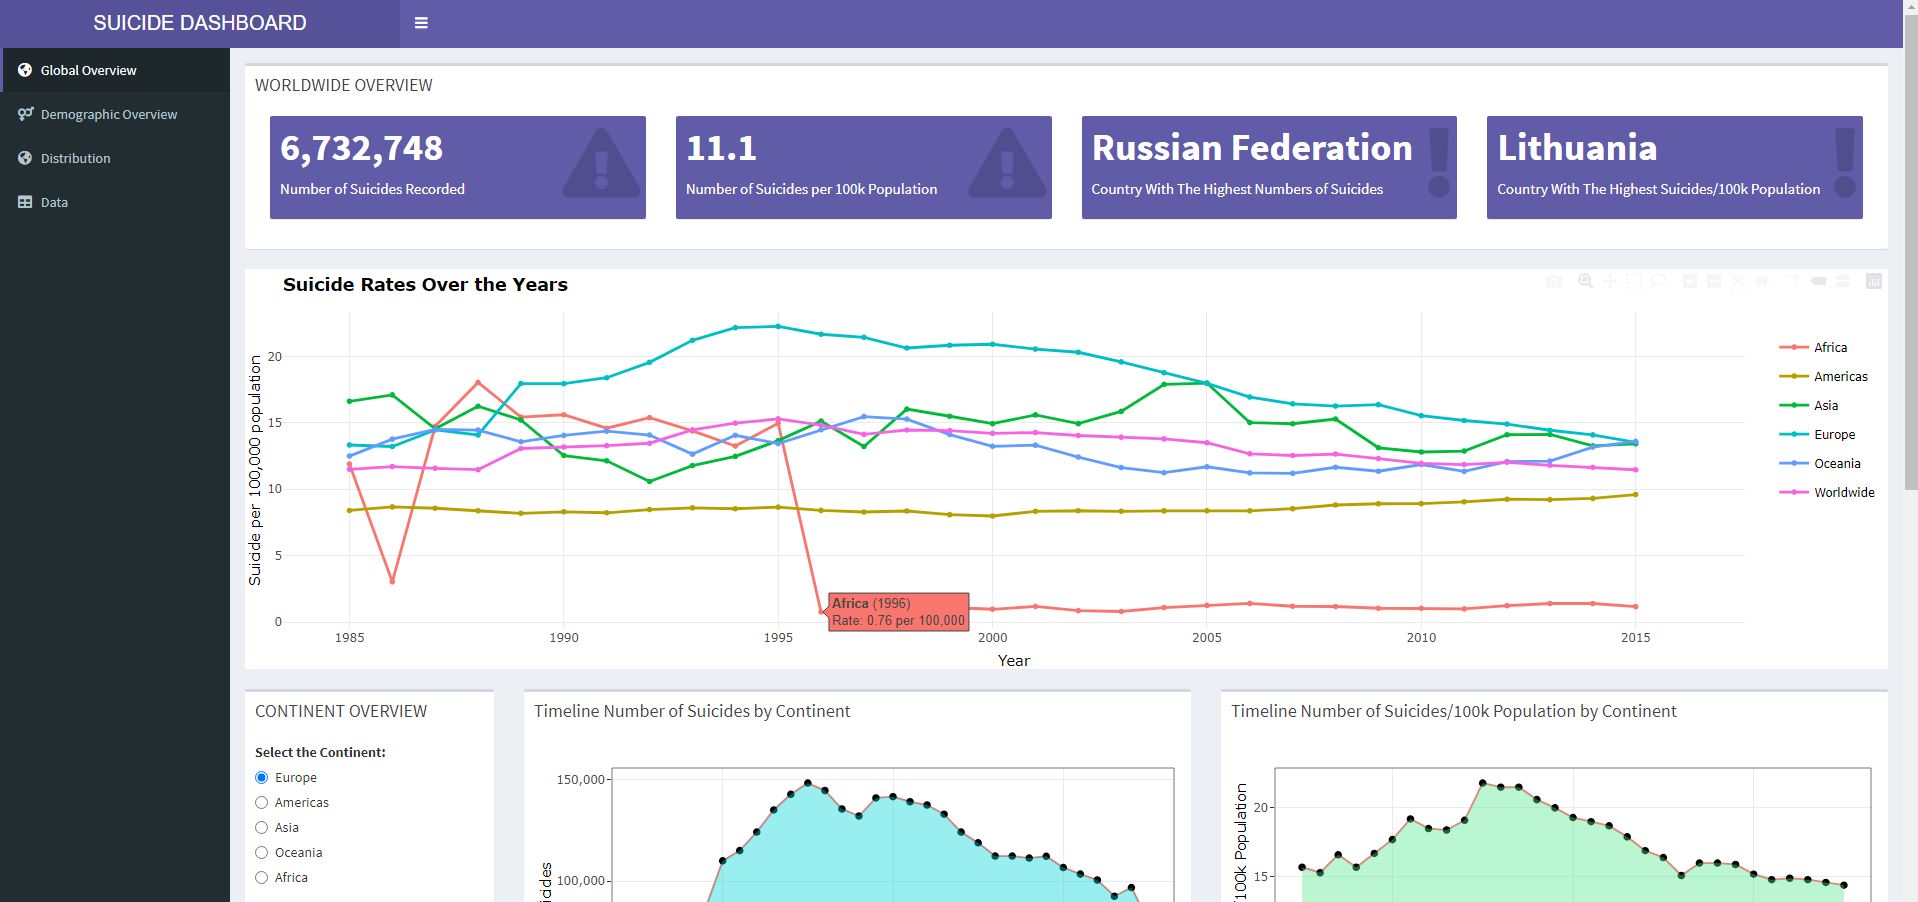 SUICIDE DASHBOARD
Global Overview
Demographic Overview
Distribution
Data
WORLDWIDE OVERVIEW
6,732,748
Number of Suicides Recorded
11.1
Number of Suicides per 100k Population
Russian Federation
Country With The Highest Numbers of Suicides
Lithuania
Country With The Highest Suicides/100k Population
Suicide Rates Over the Years
Suicide per 100,000 population
20
15
10
5
0
1985
1990
1995
2000
2005
2010
2015
Year
Africa (1996)
Rate: 0.76 per 100,000
Africa
Americas
Asia
Europe
Oceania
Worldwide
CONTINENT OVERVIEW
Select the Continent:
Europe
Americas
Asia
Oceania
Africa
Timeline Number of Suicides by Continent
150,000
100,000
icides
Timeline Number of Suicides/100k Population by Continent
20
15
/100k Population